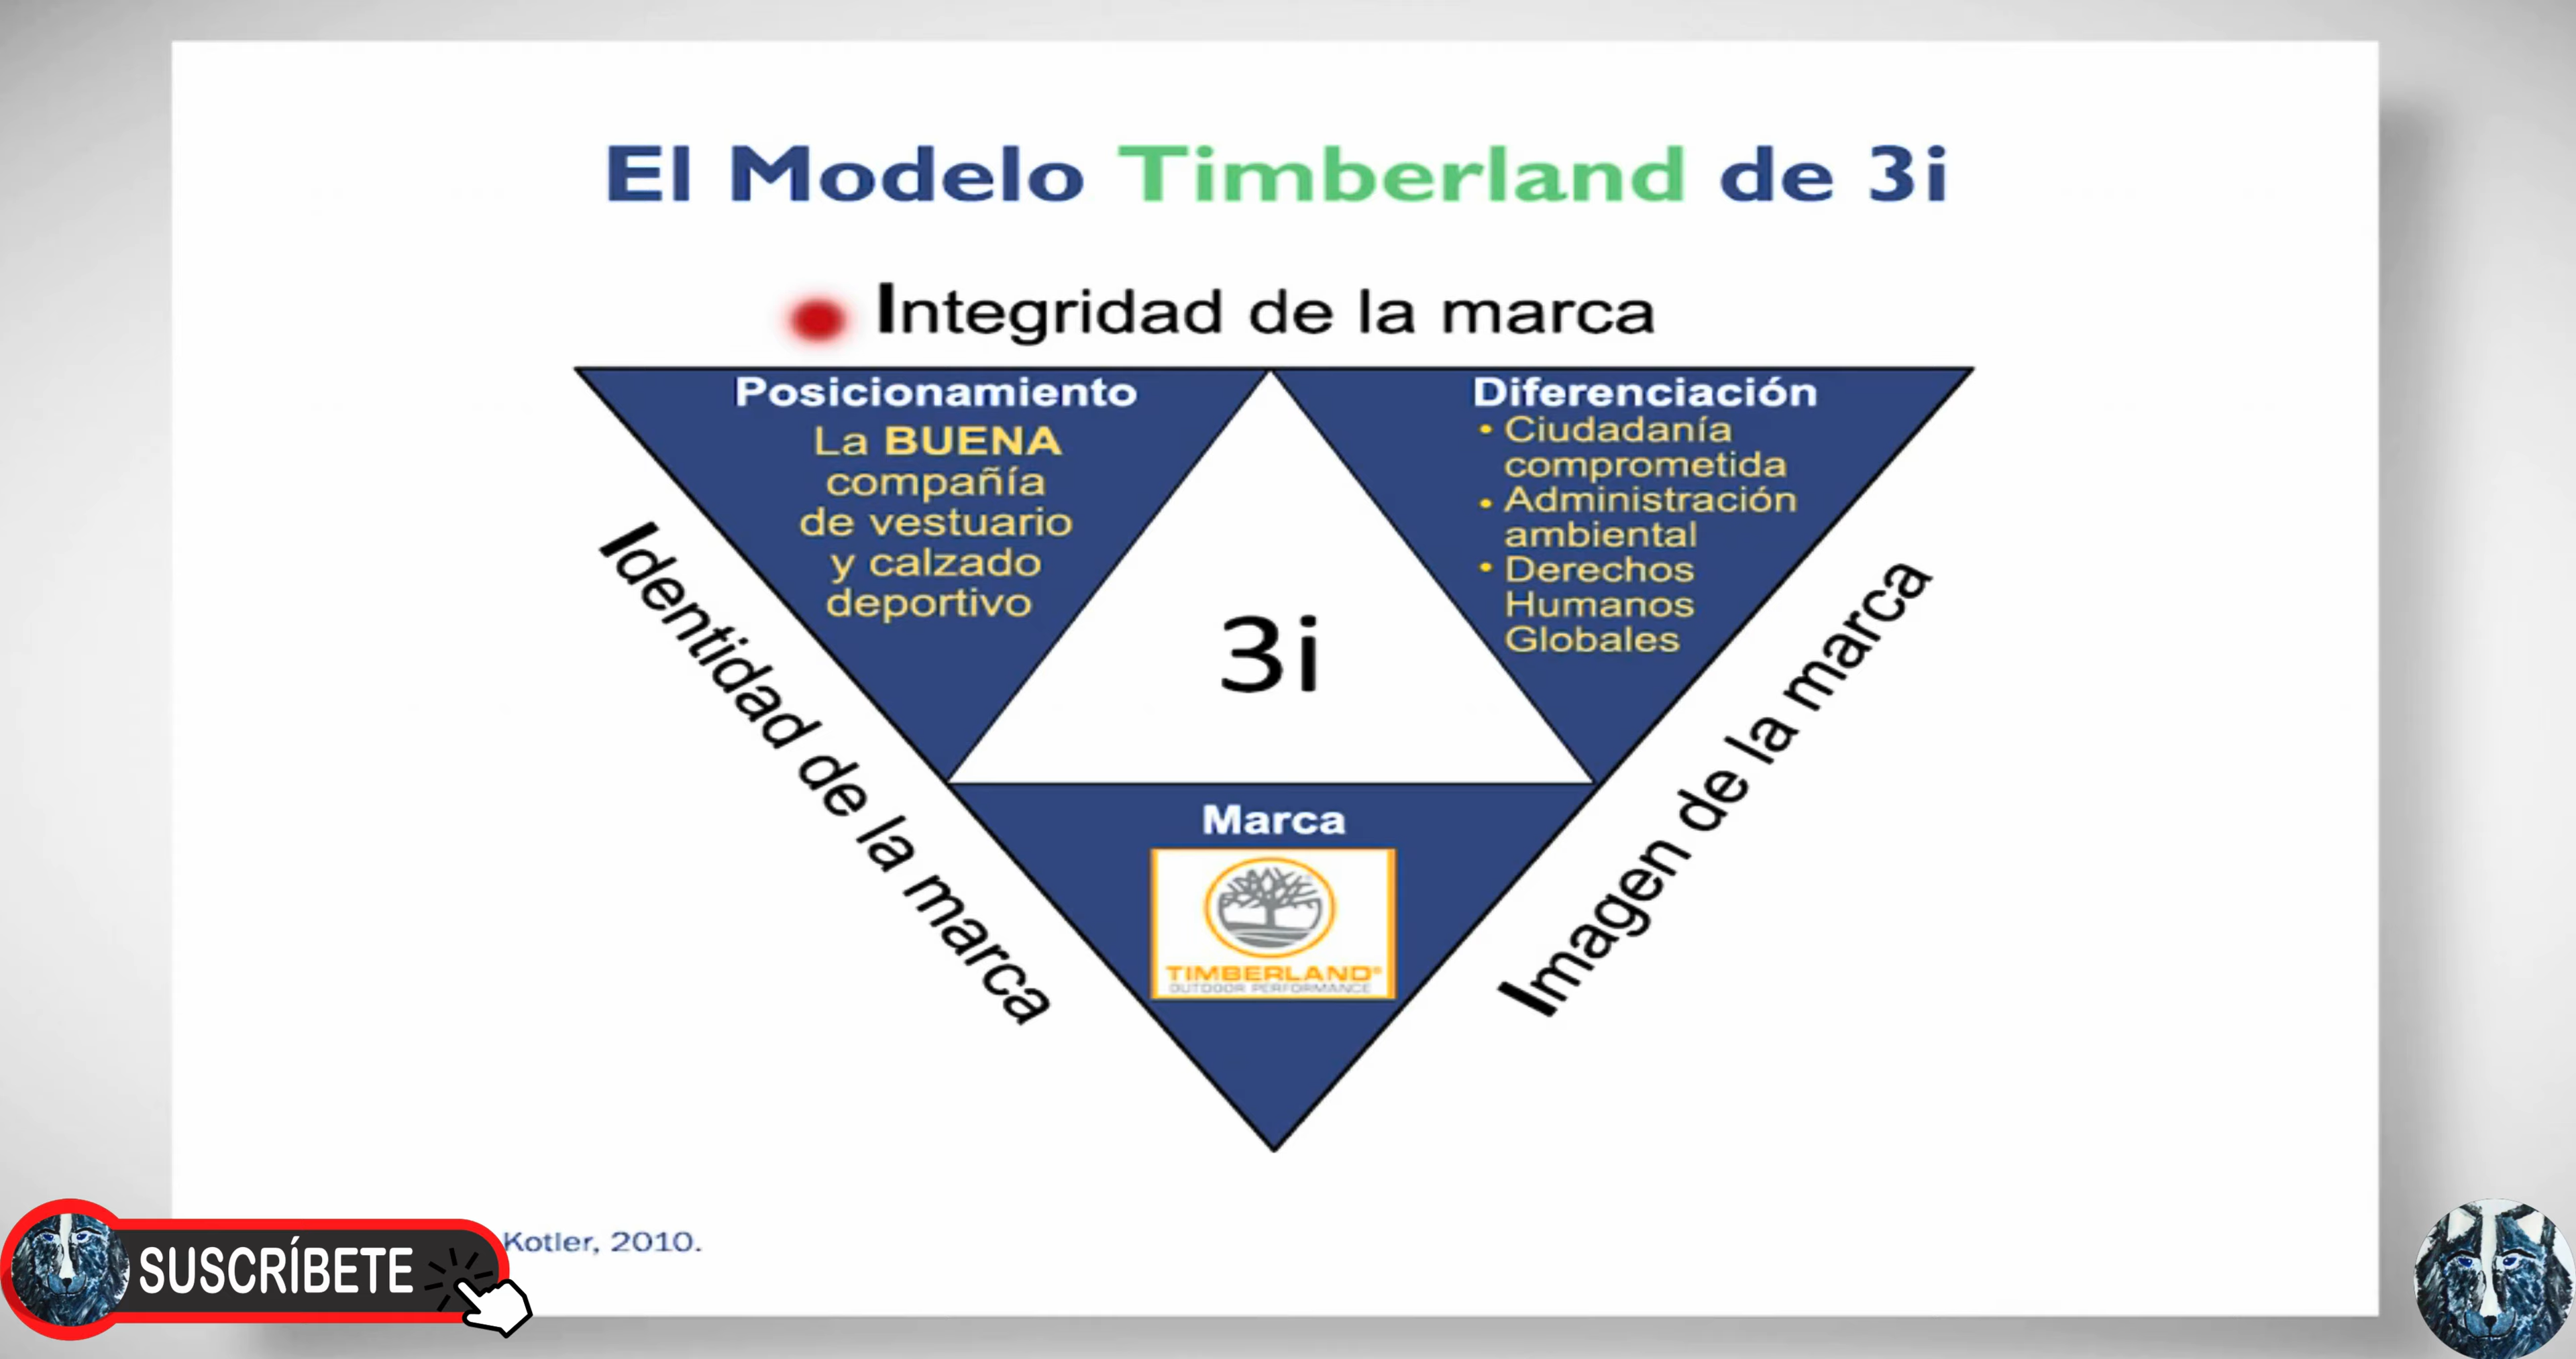 El Modelo Timberland de 3i
Integridad de la marca
Posicionamiento
La BUENA
compañía
de vestuario
y calzado
deportivo
Diferenciación
• Ciudadanía
comprometida
• Administración
ambiental
• Derechos
Humanos
Globales
Identidad de la marca
3i
Imagen de la marca
Marca
TIMBERLAND®
OUTDOOR PERFORMANCE
Kotler, 2010.
SUSCRÍBETE